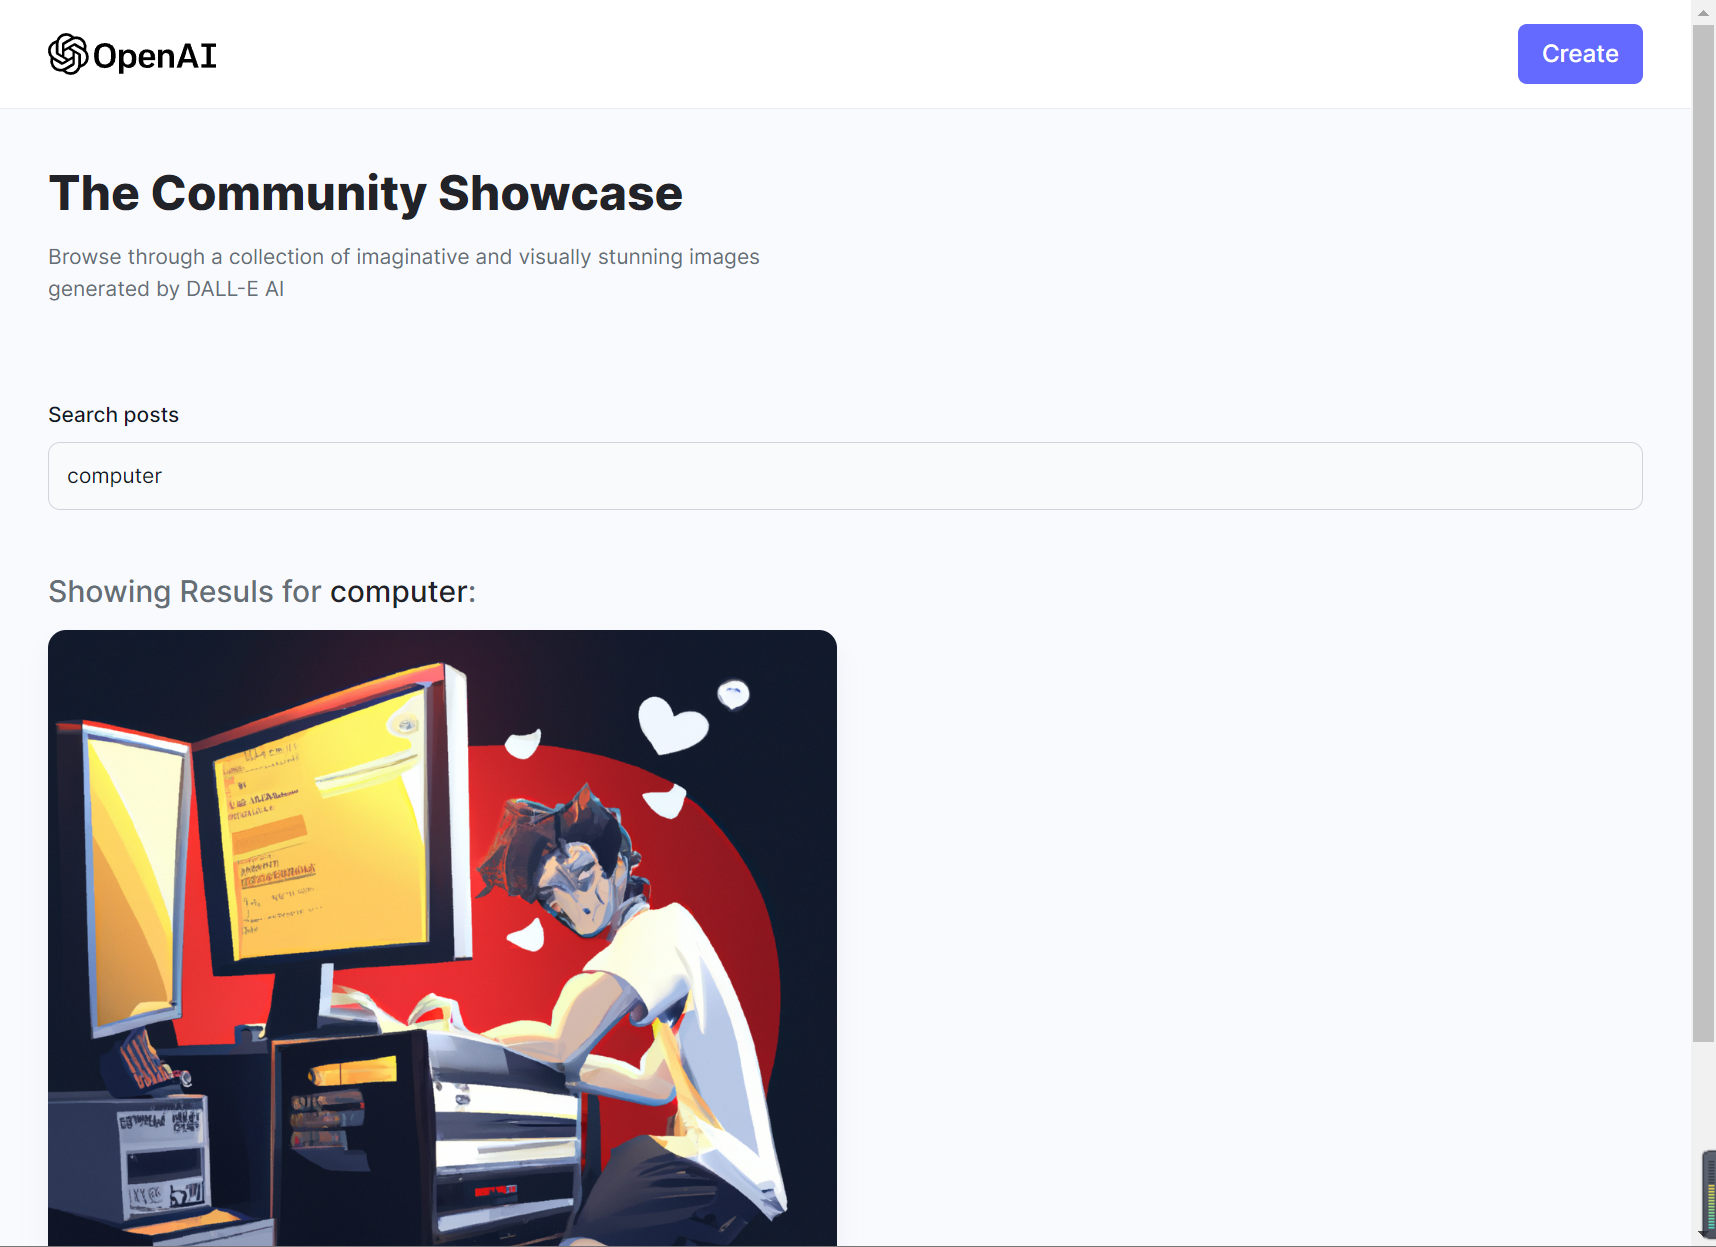 OpenAI
Create
The Community Showcase
Browse through a collection of imaginative and visually stunning images
generated by DALL-E AI
Search posts
computer
Showing Resuls for computer: